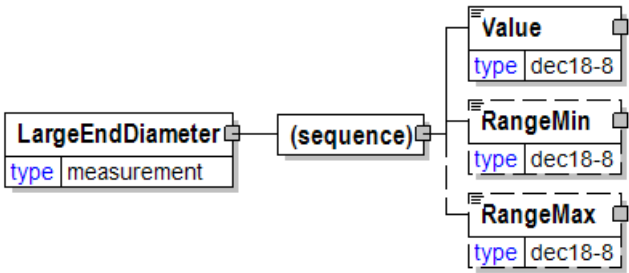 LargeEndDiameter
type measurement
(sequence)
Value
type dec18-8
RangeMin
type dec18-8
RangeMax
type dec18-8